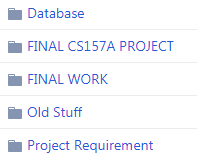 Database
FINAL CS157A PROJECT
FINAL WORK
Old Stuff
Project Requirement